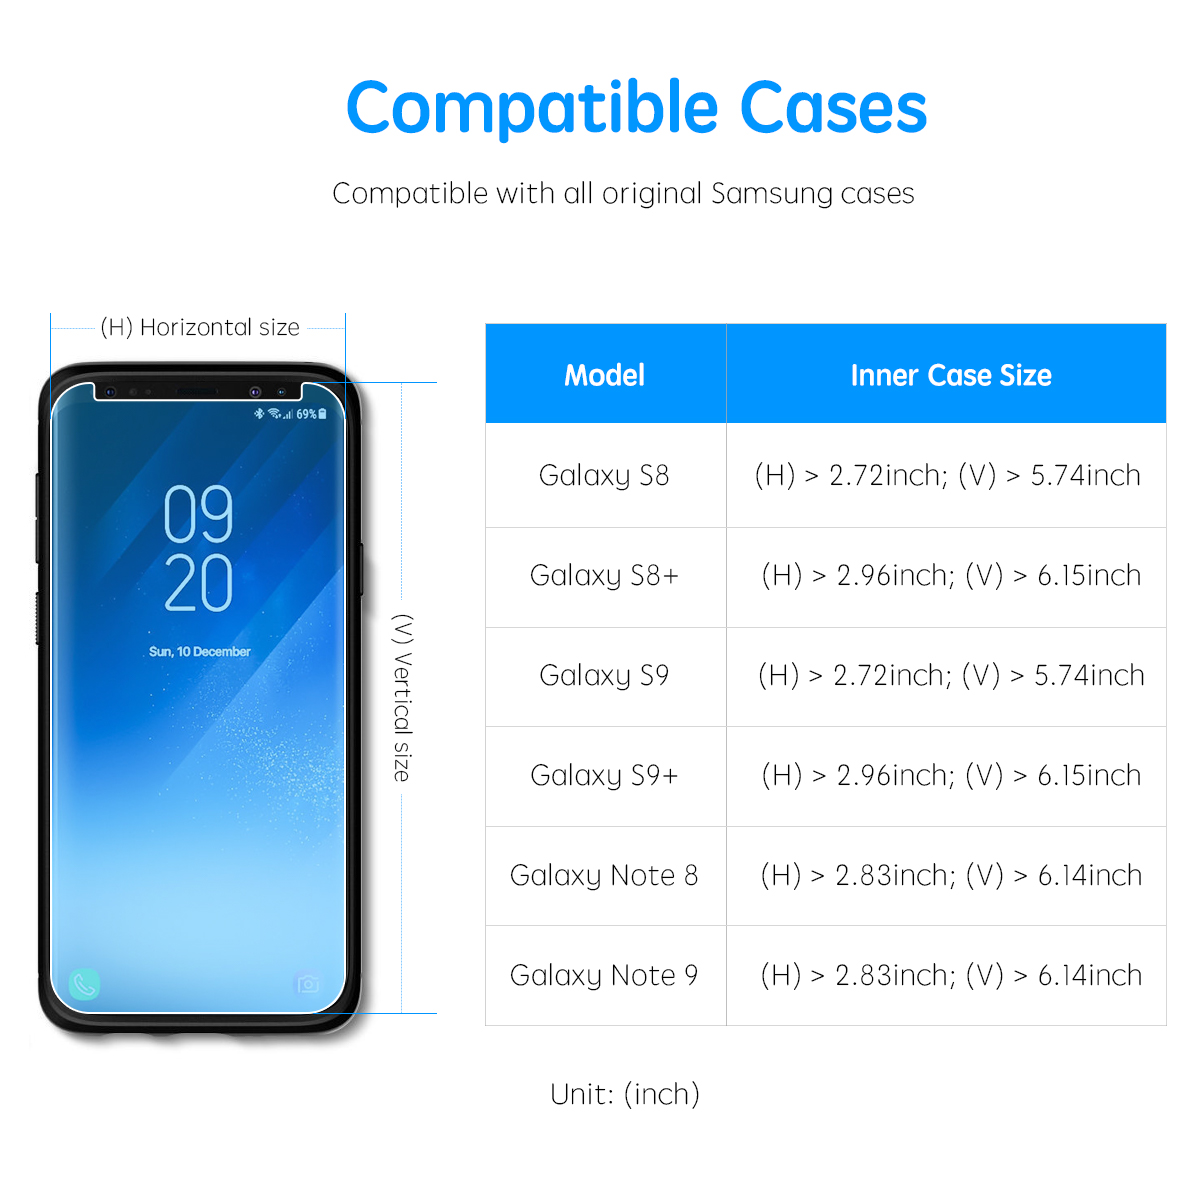 Compatible Cases
Compatible with all original Samsung cases
(H) Horizontal size
69%
09
20
Sun, 10 December
(V) Vertical size
Model Inner Case Size
Galaxy S8 (H) > 2.72inch; (V) > 5.74inch
Galaxy S8+ (H) > 2.96inch; (V) > 6.15inch
Galaxy S9 (H) > 2.72inch; (V) > 5.74inch
Galaxy S9+ (H) > 2.96inch; (V) > 6.15inch
Galaxy Note 8 (H) > 2.83inch; (V) > 6.14inch
Galaxy Note 9 (H) > 2.83inch; (V) > 6.14inch
Unit: (inch)